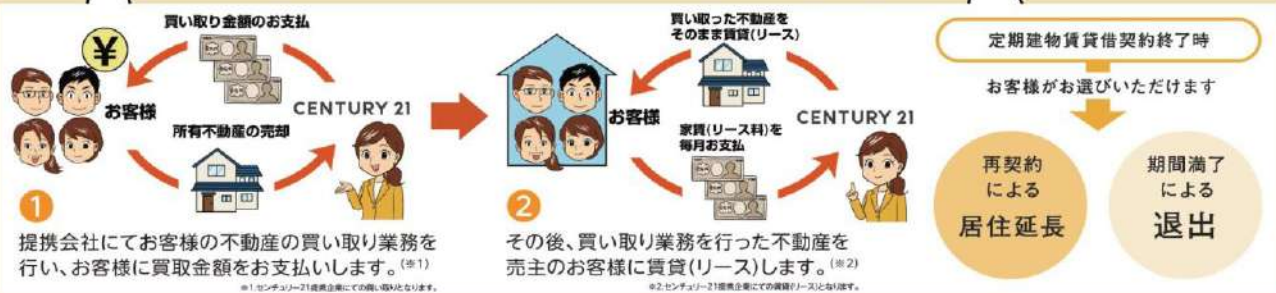 買い取り金額のお支払
¥
お客様
CENTURY 21
所有不動産の売却
1
提携会社にてお客様の不動産の買い取り業務を
行い、お客様に買取金額をお支払いします。(※1)
※1.センチュリー21提携企業にての買い取りとなります。
買い取った不動産を
そのまま賃貸(リース)
お客様
CENTURY 21
家賃(リース料)を
毎月お支払
2
その後、買い取り業務を行った不動産を
売主のお客様に賃貸(リース)します。(※2)
※2.センチュリー21提携企業にての賃貸(リース)となります。
定期建物賃貸借契約終了時
お客様がお選びいただけます
再契約
による
居住延長
期間満了
による
退出